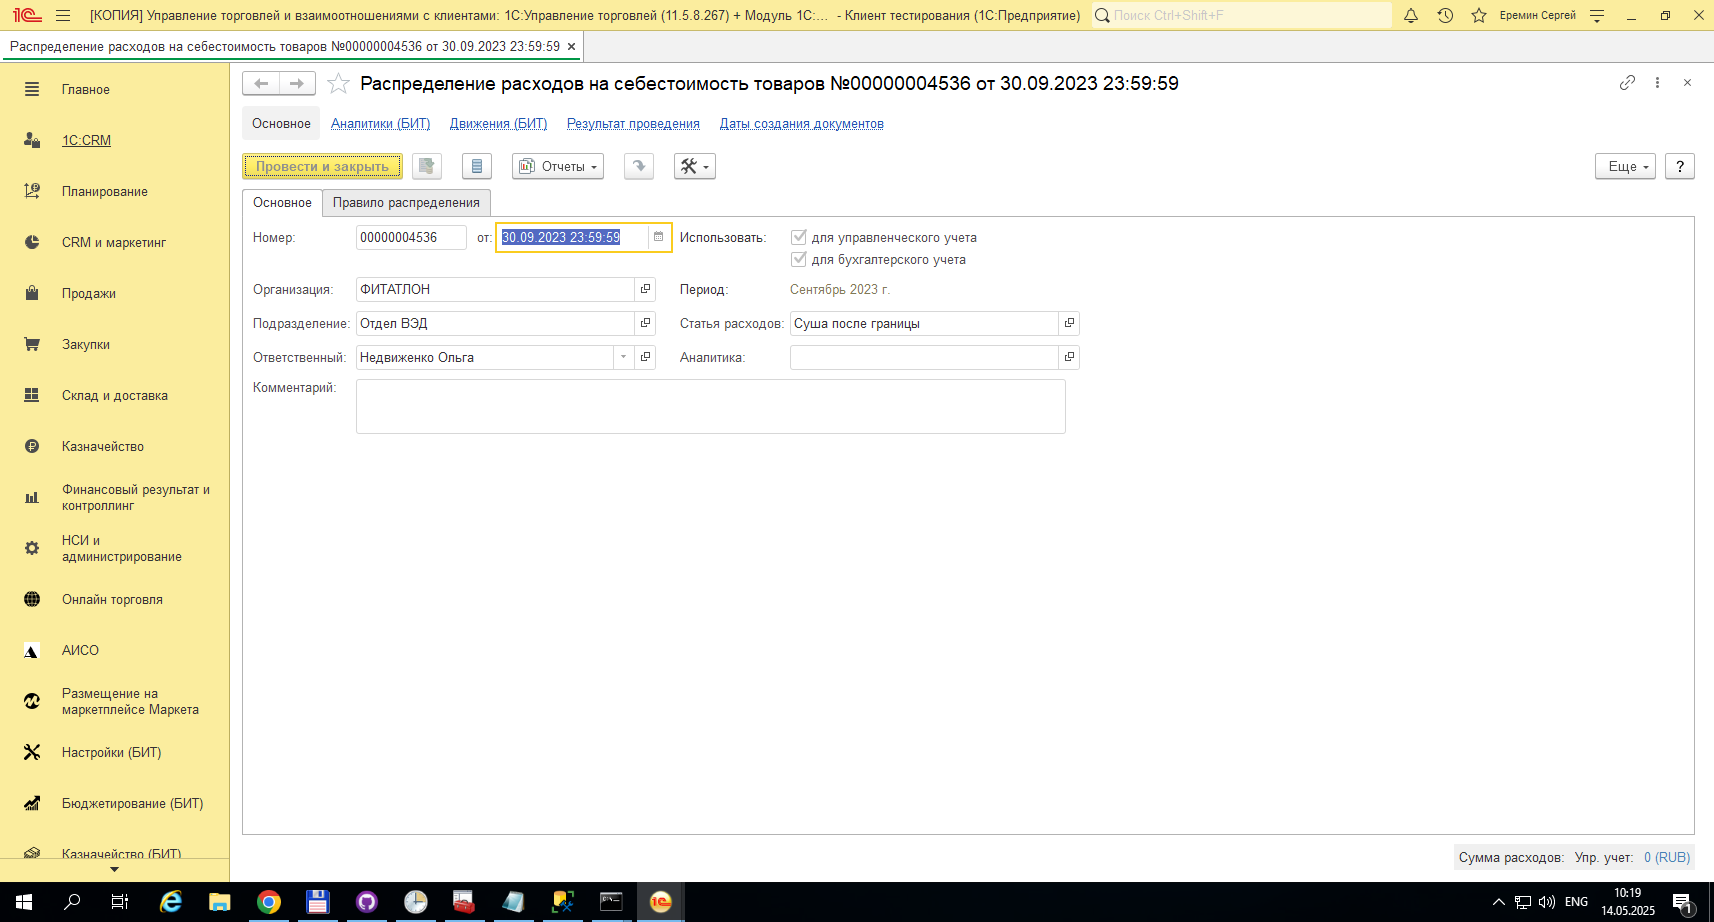 [КОПИЯ] Управление торговлей и взаимоотношениями с клиентами: 1С:Управление торговлей (11.5.8.267) + Модуль 1С:... - Клиент тестирования (1С:Предприятие)
Поиск Ctrl+Shift+F
Еремин Сергей
Распределение расходов на себестоимость товаров №00000004536 от 30.09.2023 23:59:59
Главное
1С:CRM
Планирование
CRM и маркетинг
Продажи
Закупки
Склад и доставка
Казначейство
Финансовый результат и
контроллинг
НСИ и
администрирование
Онлайн торговля
АИСО
Размещение на
маркетплейсе Маркета
Настройки (БИТ)
Бюджетирование (БИТ)
Казначейство (БИТ)
Распределение расходов на себестоимость товаров №00000004536 от 30.09.2023 23:59:59
Основное Аналитики (БИТ) Движения (БИТ) Результат проведения Даты создания документов
Провести и закрыть Отчеты Еще ?
Основное Правило распределения
Номер: 00000004536 от: 30.09.2023 23:59:59 Использовать: для управленческого учета
для бухгалтерского учета
Организация: ФИТАТЛОН Период: Сентябрь 2023 г.
Подразделение: Отдел ВЭД Статья расходов: Суша после границы
Ответственный: Недвиженко Ольга Аналитика:
Комментарий:
Сумма расходов: Упр. учет: 0 (RUB)
ENG
10:19
14.05.2025
1